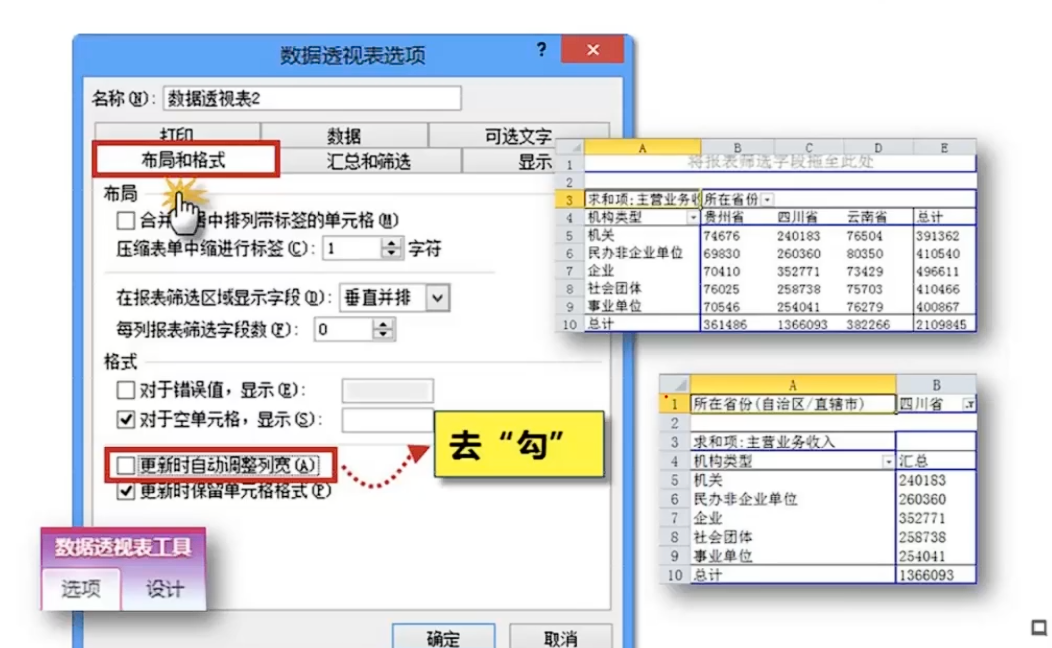 数据透视表选项 ?
名称(N): 数据透视表2
打印 数据 可选文字
布局和格式 汇总和筛选 显示
布局
合并 中排列带标签的单元格(M)
压缩表单中缩进行标签(C): 1 字符
在报表筛选区域显示字段(D): 垂直并排
每列报表筛选字段数(F): 0
格式
对于错误值，显示(E):
对于空单元格，显示(S):
更新时自动调整列宽(A)
更新时保留单元格格式(P)
去“勾”
确定 取消
数据透视表工具
选项 设计
A B C D E
1 将报表筛选字段拖至此处
2
3 求和项:主营业务收 所在省份
4 机构类型 贵州省 四川省 云南省 总计
5 机关 74676 240183 76504 391362
6 民办非企业单位 69830 260360 80350 410540
7 企业 70410 352771 73429 496611
8 社会团体 76025 258738 75703 410466
9 事业单位 70546 254041 76279 400867
10 总计 361486 1366093 382266 2109845
A B
1 所在省份(自治区/直辖市) 四川省
2
3 求和项:主营业务收入
4 机构类型 汇总
5 机关 240183
6 民办非企业单位 260360
7 企业 352771
8 社会团体 258738
9 事业单位 254041
10 总计 1366093